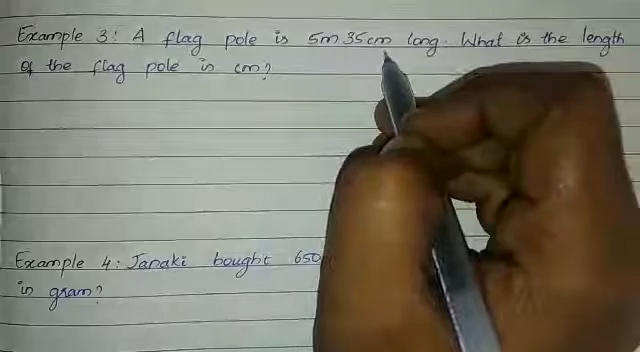 Example 3: A flag pole is 5m 35cm long. What is the length
of the flag pole in cm?
Example 4: Janaki bought 650
in gram?